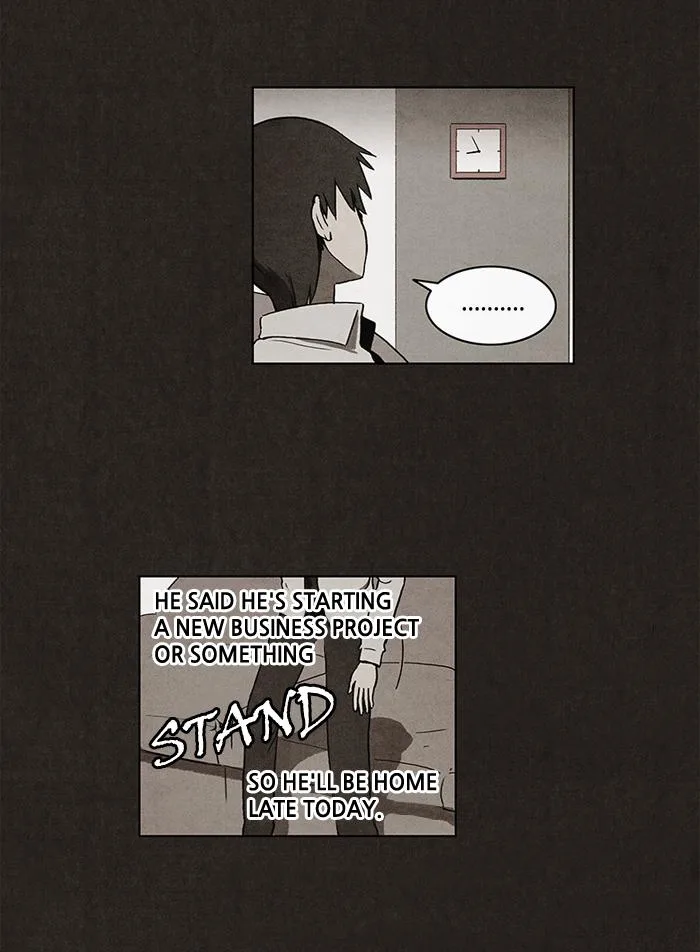 ..........
HE SAID HE'S STARTING
A NEW BUSINESS PROJECT
OR SOMETHING
STAND
SO HE'LL BE HOME
LATE TODAY.